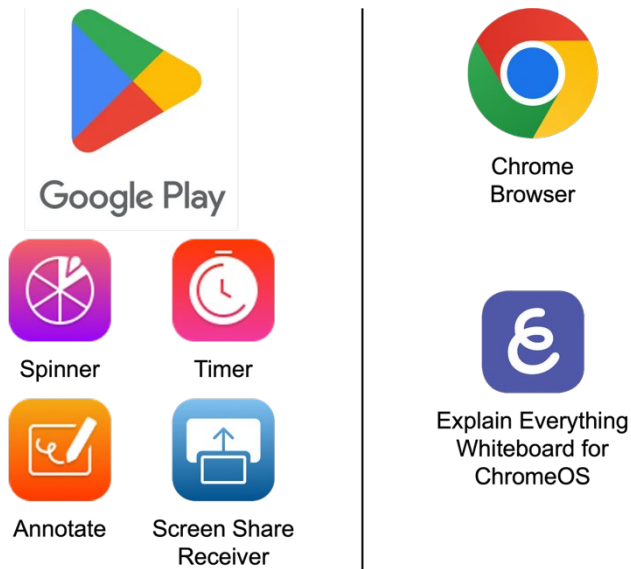 Google Play
Spinner
Timer
Annotate
Screen Share
Receiver
Chrome
Browser
Explain Everything
Whiteboard for
ChromeOS